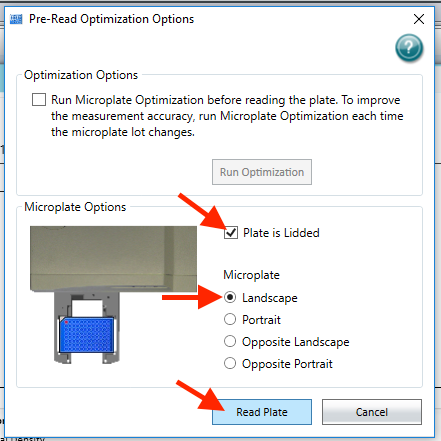 Pre-Read Optimization Options
?
Optimization Options
Run Microplate Optimization before reading the plate. To improve
the measurement accuracy, run Microplate Optimization each time
the microplate lot changes.
Run Optimization
Microplate Options
Plate is Lidded
Microplate
Landscape
Portrait
Opposite Landscape
Opposite Portrait
Read Plate
Cancel